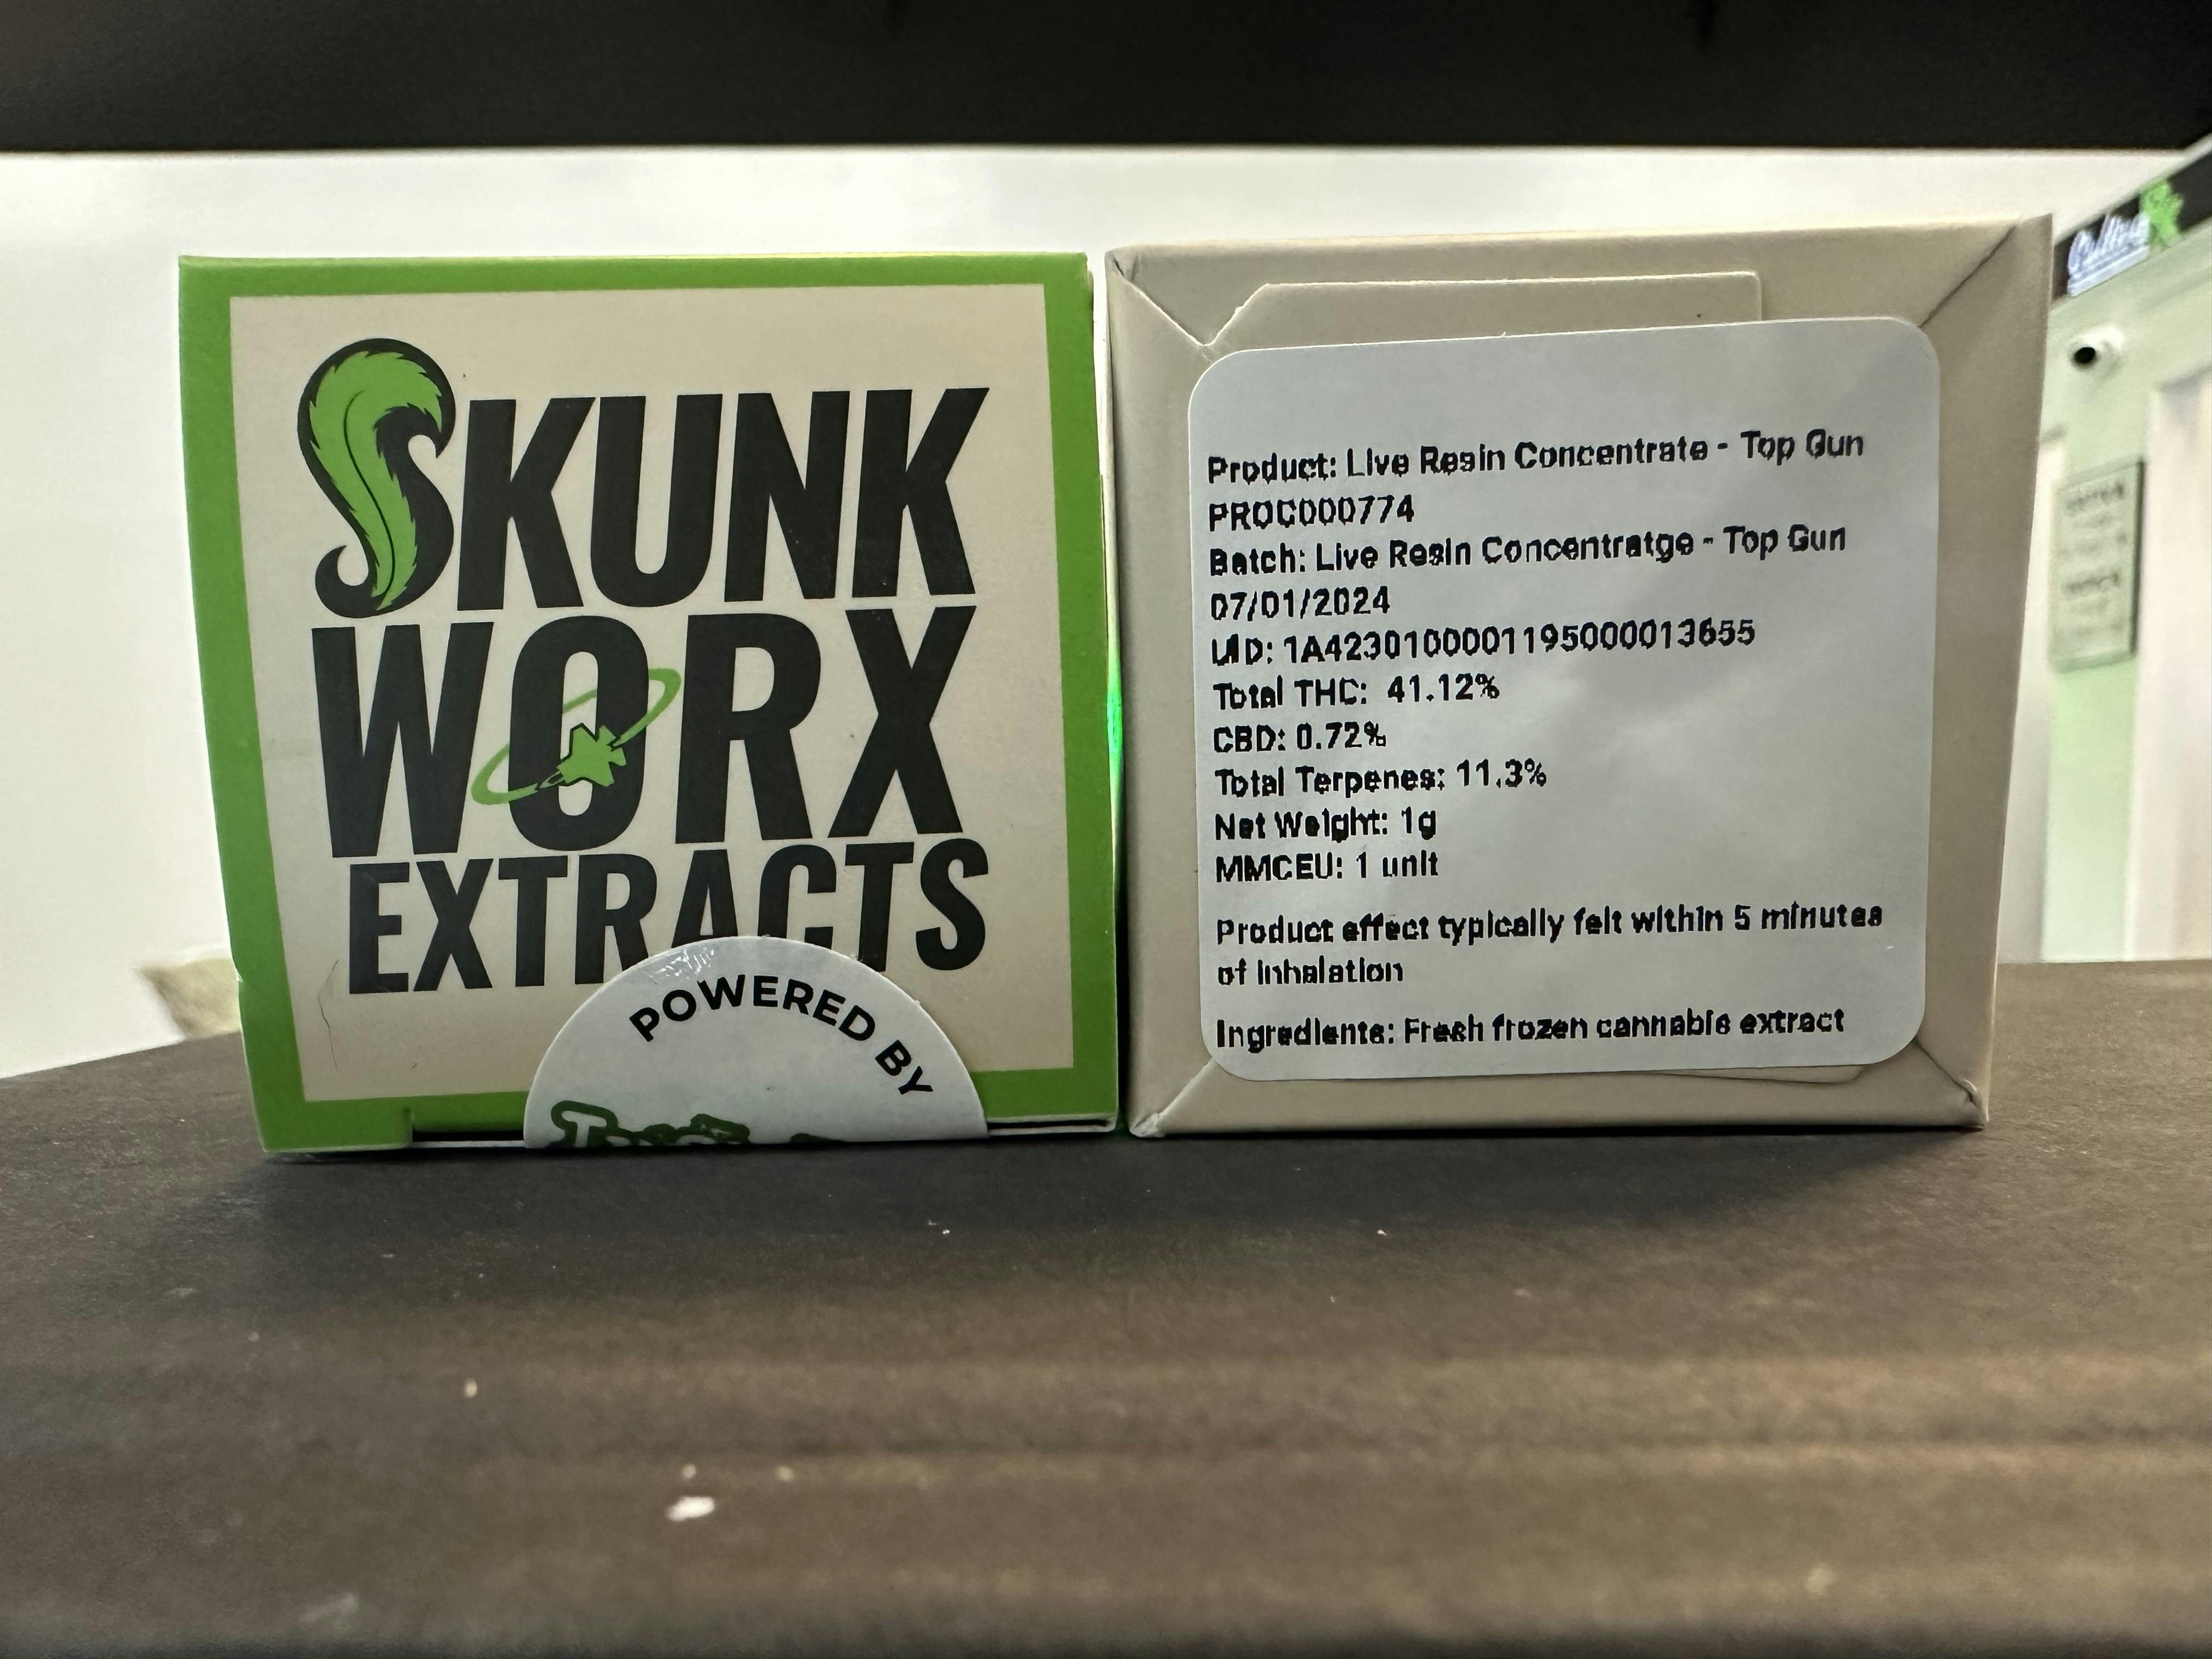 SKUNK
WORX
EXTRACTS
POWERED BY
Product: Live Resin Concentrate - Top Gun
PROC000774
Batch: Live Resin Concentratge - Top Gun
07/01/2024
UID: 1A4230100001195000013655
Total THC: 41.12%
CBD: 0.72%
Total Terpenes: 11.3%
Net Weight: 1g
MMCEU: 1 unit
Product effect typically felt within 5 minutes
of inhalation
Ingredients: Fresh frozen cannabis extract